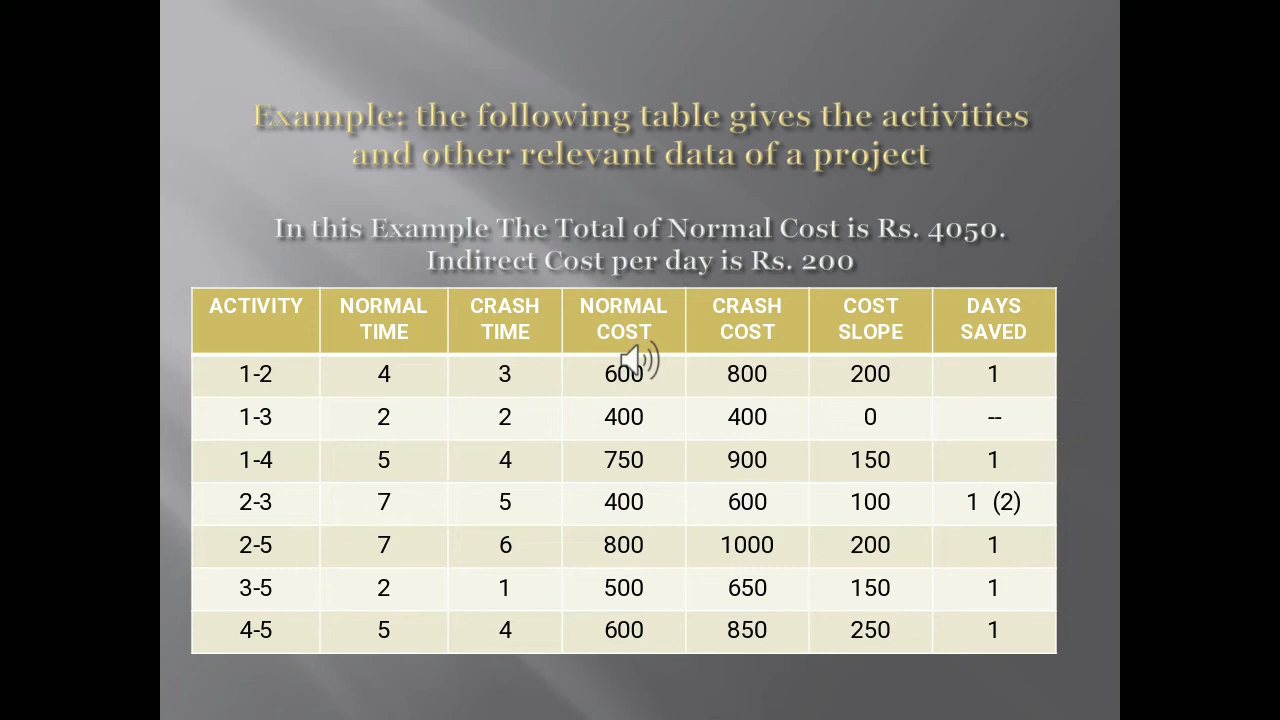 Example: the following table gives the activities
and other relevant data of a project
In this Example The Total of Normal Cost is Rs. 4050.
Indirect Cost per day is Rs. 200
ACTIVITY NORMAL TIME CRASH TIME NORMAL COST CRASH COST COST SLOPE DAYS SAVED
1-2 4 3 600 800 200 1
1-3 2 2 400 400 0 --
1-4 5 4 750 900 150 1
2-3 7 5 400 600 100 1 (2)
2-5 7 6 800 1000 200 1
3-5 2 1 500 650 150 1
4-5 5 4 600 850 250 1